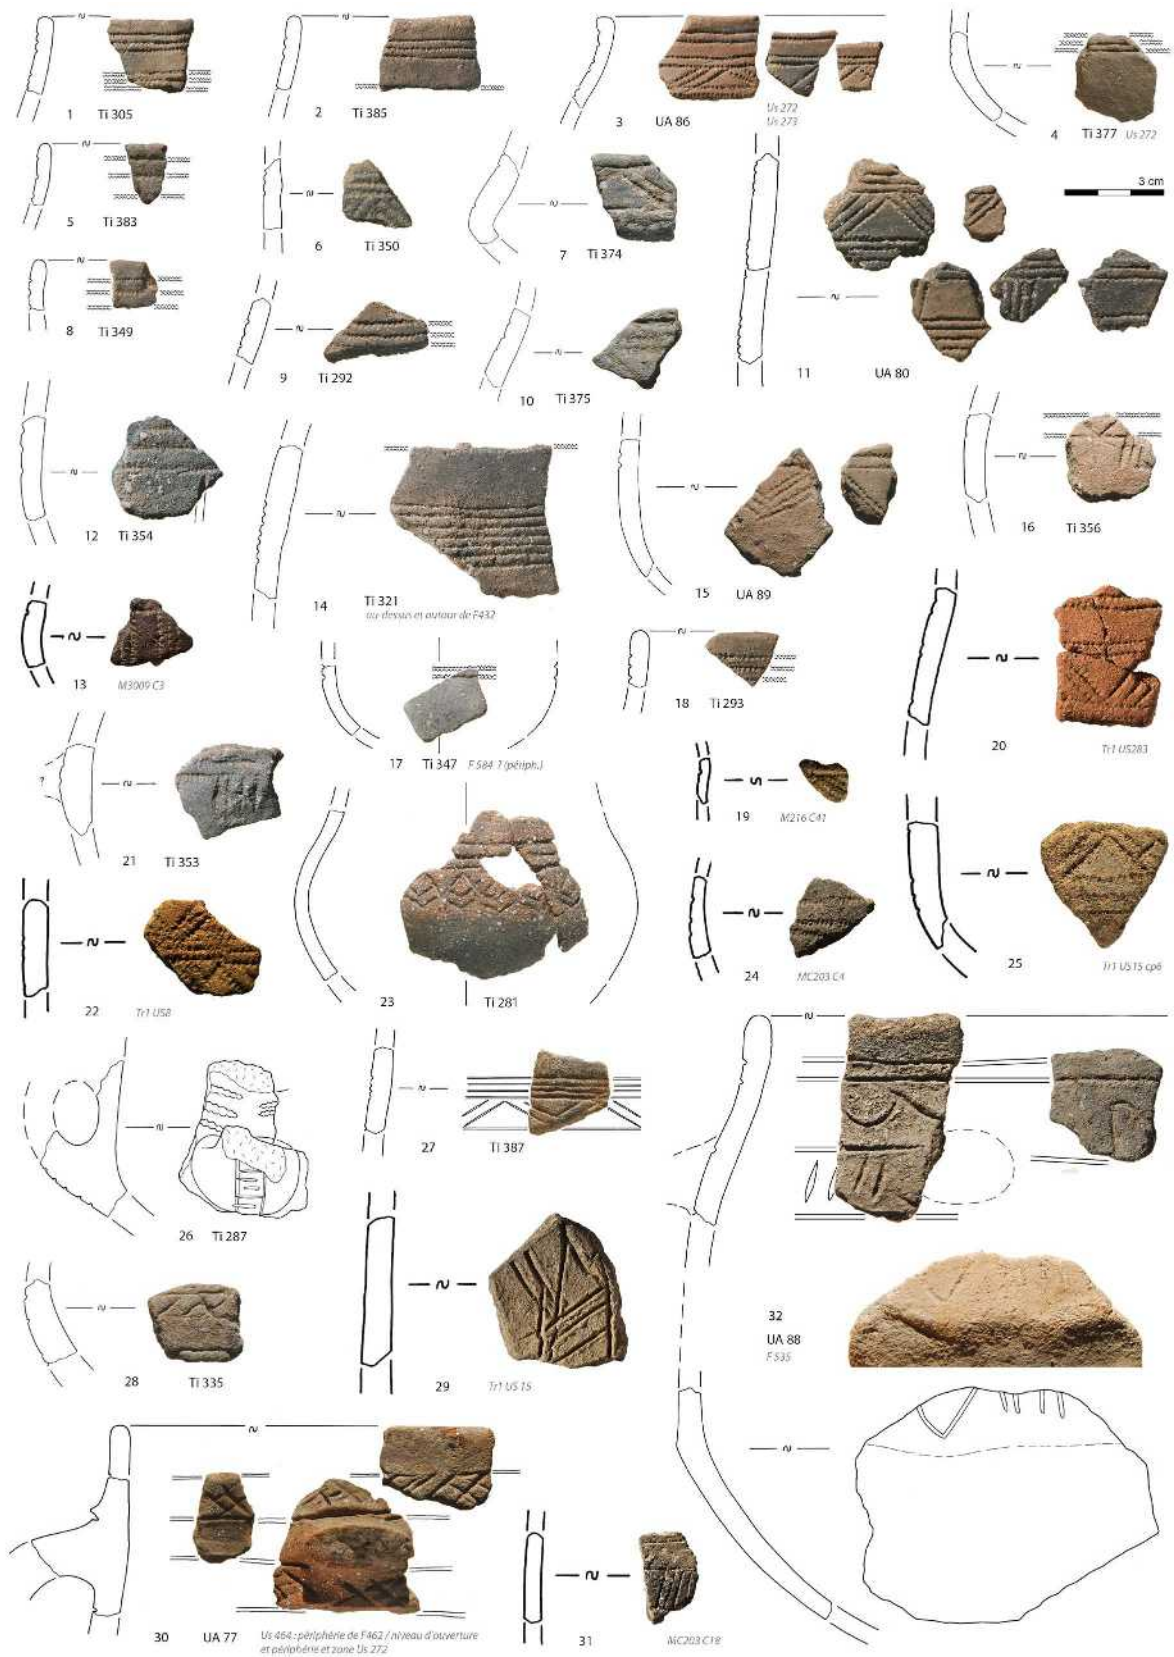 1 Ti 305
2 Ti 385
3 UA 86
Us 272
Us 273
4 Ti 377 Us 272
5 Ti 383
6 Ti 350
7 Ti 374
3 cm
8 Ti 349
9 Ti 292
10 Ti 375
11 UA 80
12 Ti 354
14 Ti 321
au-dessus et autour de F432
15 UA 89
16 Ti 356
13 M3009 C3
17 Ti 347 F 584 ? (périph.)
18 Ti 293
19 M216 C41
20 Tr1 US283
?
21 Ti 353
22 Tr1 US8
23 Ti 281
24 MC203 C4
25 Tr1 US15 cp6
26 Ti 287
27 Ti 387
28 Ti 335
29 Tr1 US 15
32
UA 88
F 535
30 UA 77 Us 464 : périphérie de F462 / niveau d'ouverture
et périphérie et zone Us 272
31 MC203 C18